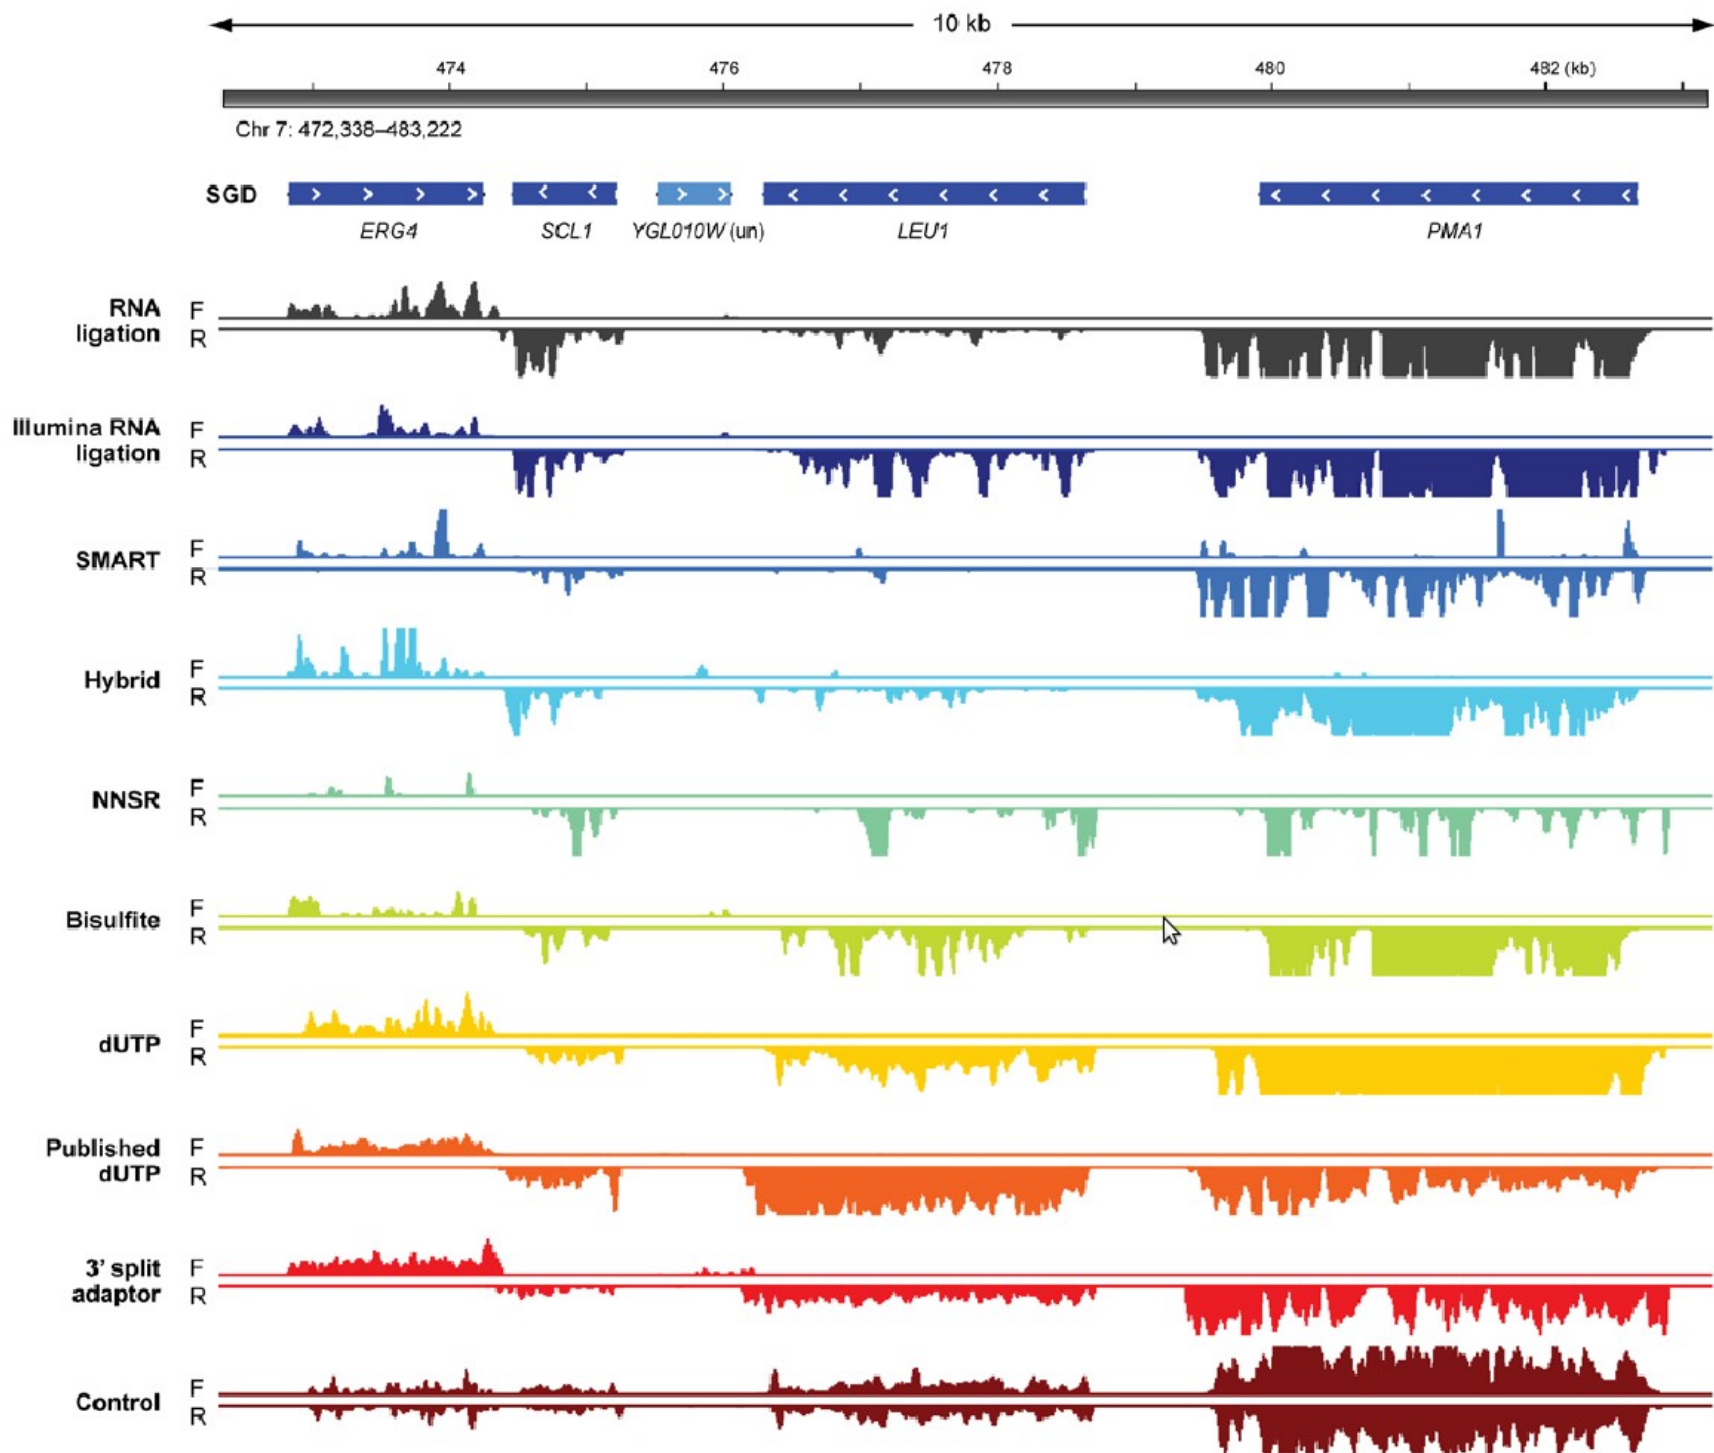 10 kb
474 476 478 480 482 (kb)
Chr 7: 472,338–483,222
SGD
ERG4 SCL1 YGL010W (un) LEU1 PMA1
RNA
ligation
F
R
Illumina RNA
ligation
F
R
SMART
F
R
Hybrid
F
R
NNSR
F
R
Bisulfite
F
R
dUTP
F
R
Published
dUTP
F
R
3’ split
adaptor
F
R
Control
F
R